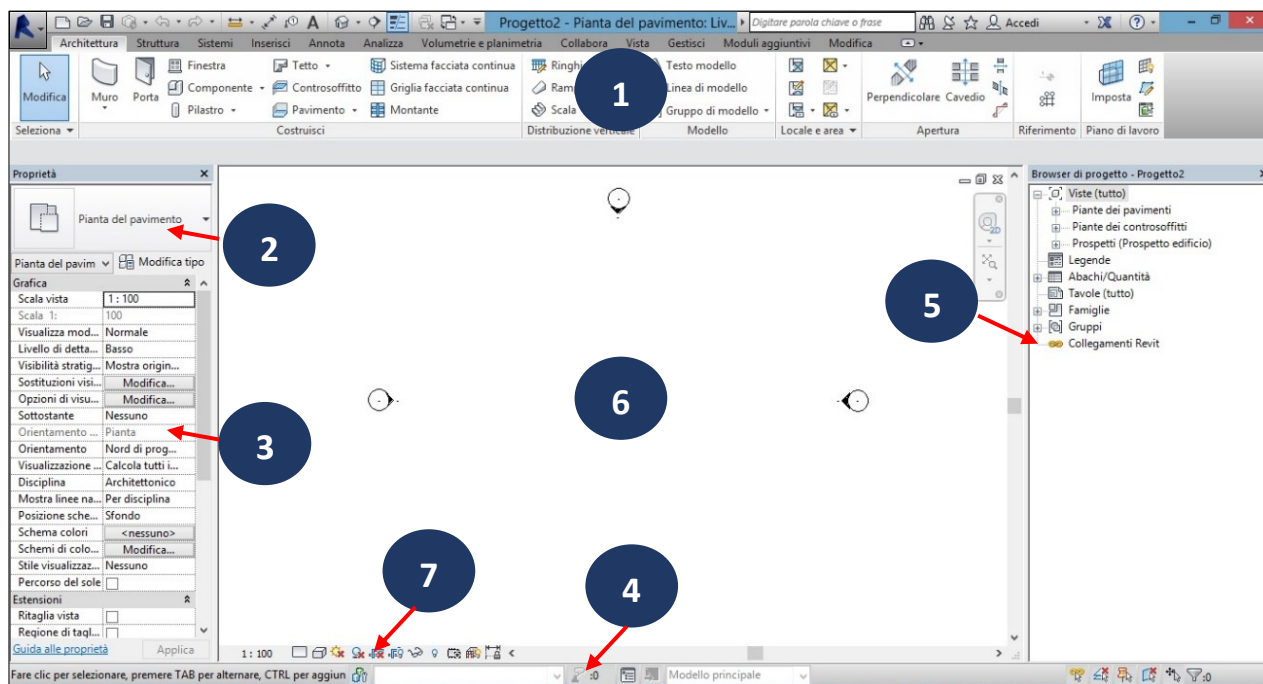 Progetto2 - Pianta del pavimento: Liv... Digitare parola chiave o frase Accedi
Architettura Struttura Sistemi Inserisci Annota Analizza Volumetrie e planimetria Collabora Vista Gestisci Moduli aggiuntivi Modifica
Modifica
Muro
Porta
Finestra
Componente
Pilastro
Tetto
Controsoffitto
Pavimento
Sistema facciata continua
Griglia facciata continua
Montante
Scala
1
Testo modello
Linea di modello
Gruppo di modello
Perpendicolare
Cavedio
Imposta
Seleziona Costruisci Distribuzione verticale Modello Locale e area Apertura Riferimento Piano di lavoro
Proprietà
Pianta del pavimento
2
Pianta del pavim Modifica tipo
Grafica
Scala vista 1 : 100
Scala 1: 100
Visualizza mod... Normale
Livello di detta... Basso
Visibilità stratig... Mostra origin...
Sostituzioni visi... Modifica...
Opzioni di visu... Modifica...
Sottostante Nessuno
Orientamento ... Pianta
3
Orientamento Nord di prog...
Visualizzazione ... Calcola tutti i...
Disciplina Architettonico
Mostra linee na... Per disciplina
Posizione sche... Sfondo
Schema colori <nessuno>
Schemi di colo... Modifica...
Stile visualizzaz... Nessuno
Percorso del sole
Estensioni
Ritaglia vista
Regione di tagl...
Guida alle proprietà Applica
2D
6
7
4
5
Browser di progetto - Progetto2
Viste (tutto)
Piante dei pavimenti
Piante dei controsoffitti
Prospetti (Prospetto edificio)
Legende
Abachi/Quantità
Tavole (tutto)
Famiglie
Gruppi
Collegamenti Revit
1 : 100
Fare clic per selezionare, premere TAB per alternare, CTRL per aggiun :0 Modello principale :0